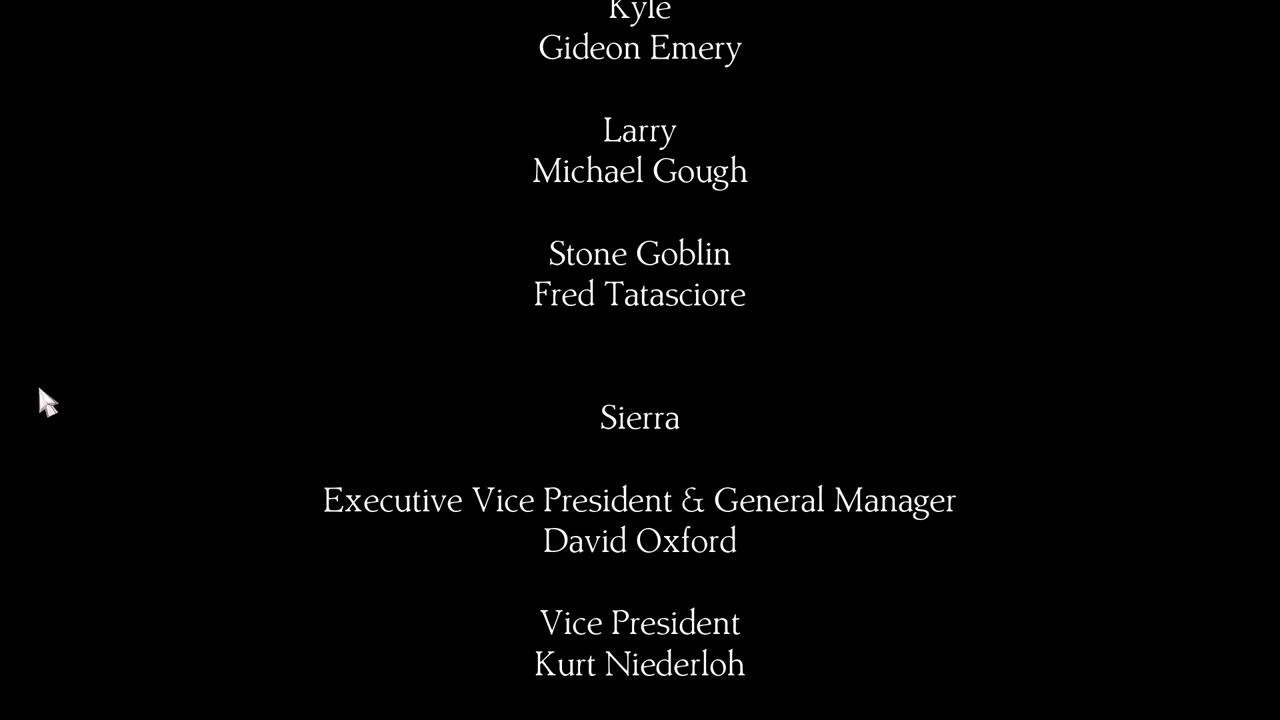 Kyle
Gideon Emery
Larry
Michael Gough
Stone Goblin
Fred Tatasciore
Sierra
Executive Vice President & General Manager
David Oxford
Vice President
Kurt Niederloh